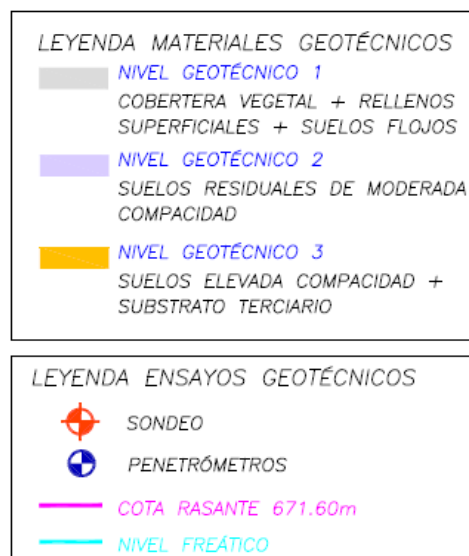 LEYENDA MATERIALES GEOTÉCNICOS
NIVEL GEOTÉCNICO 1
COBERTERA VEGETAL + RELLENOS
SUPERFICIALES + SUELOS FLOJOS
NIVEL GEOTÉCNICO 2
SUELOS RESIDUALES DE MODERADA
COMPACIDAD
NIVEL GEOTÉCNICO 3
SUELOS ELEVADA COMPACIDAD +
SUBSTRATO TERCIARIO
LEYENDA ENSAYOS GEOTÉCNICOS
SONDEO
PENETRÓMETROS
COTA RASANTE 671.60m
NIVEL FREÁTICO